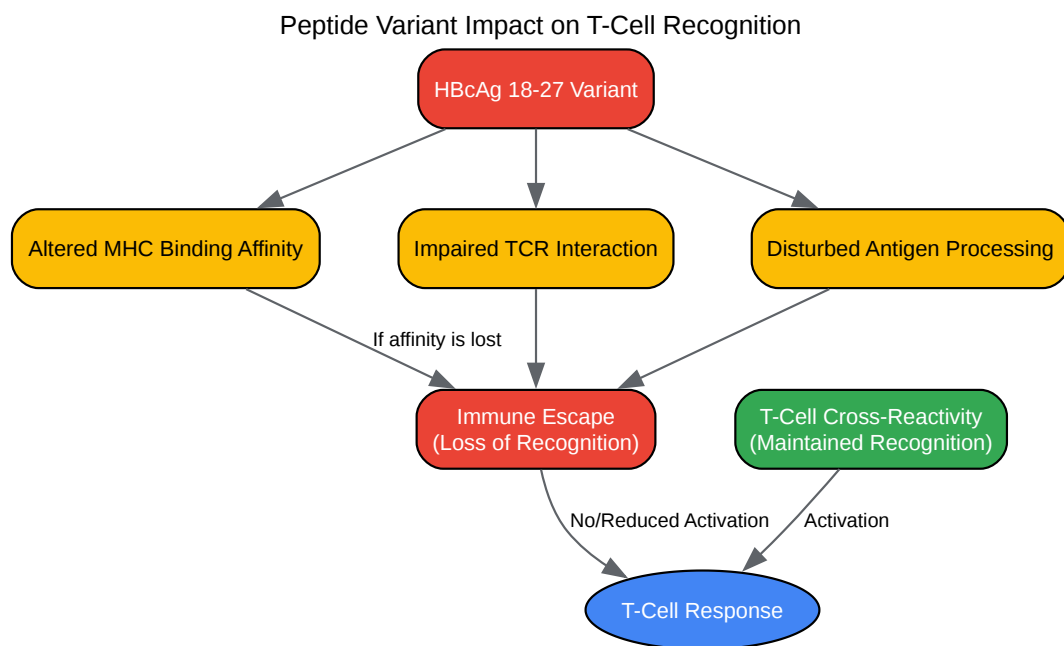 Peptide Variant Impact on T-Cell Recognition
HBcAg 18-27 Variant
Altered MHC Binding Affinity
Impaired TCR Interaction
Disturbed Antigen Processing
If affinity is lost
Immune Escape
(Loss of Recognition)
T-Cell Cross-Reactivity
(Maintained Recognition)
No/Reduced Activation
Activation
T-Cell Response